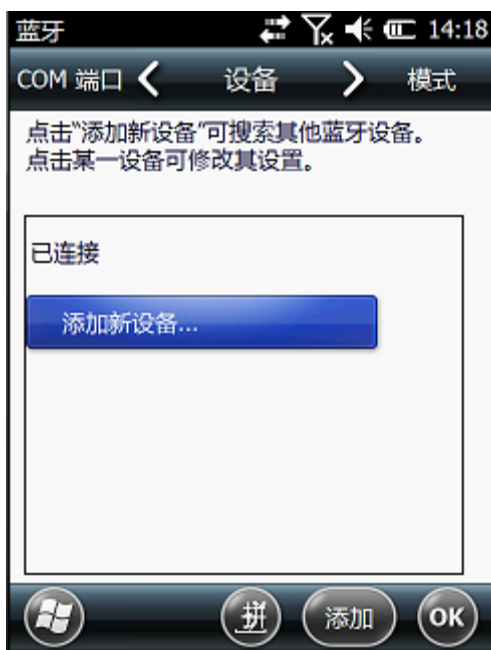 蓝牙 14:18
COM 端口 设备 模式
点击“添加新设备”可搜索其他蓝牙设备。
点击某一设备可修改其设置。
已连接
添加新设备...
拼 添加 OK